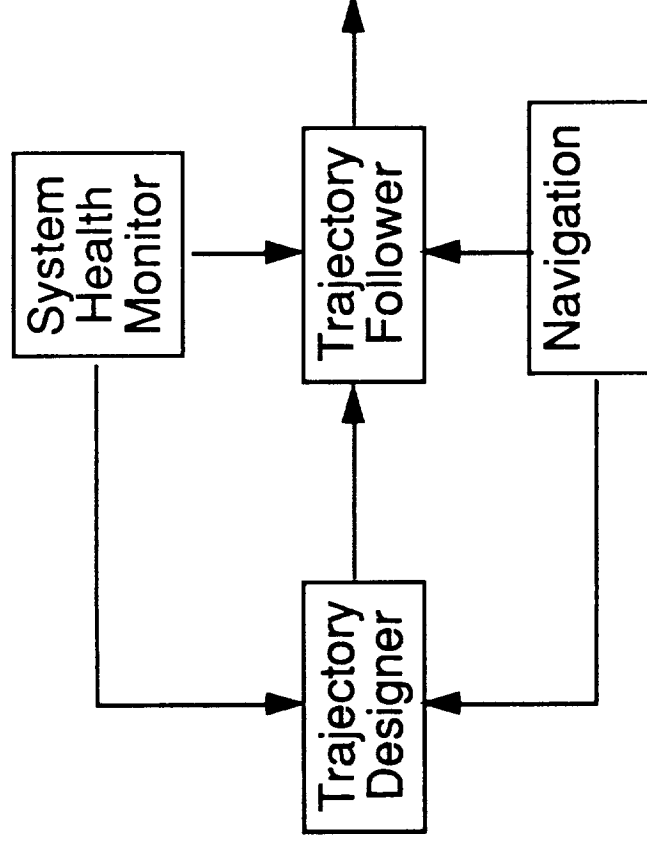 System
Health
Monitor
Trajectory
Designer
Trajectory
Follower
Navigation